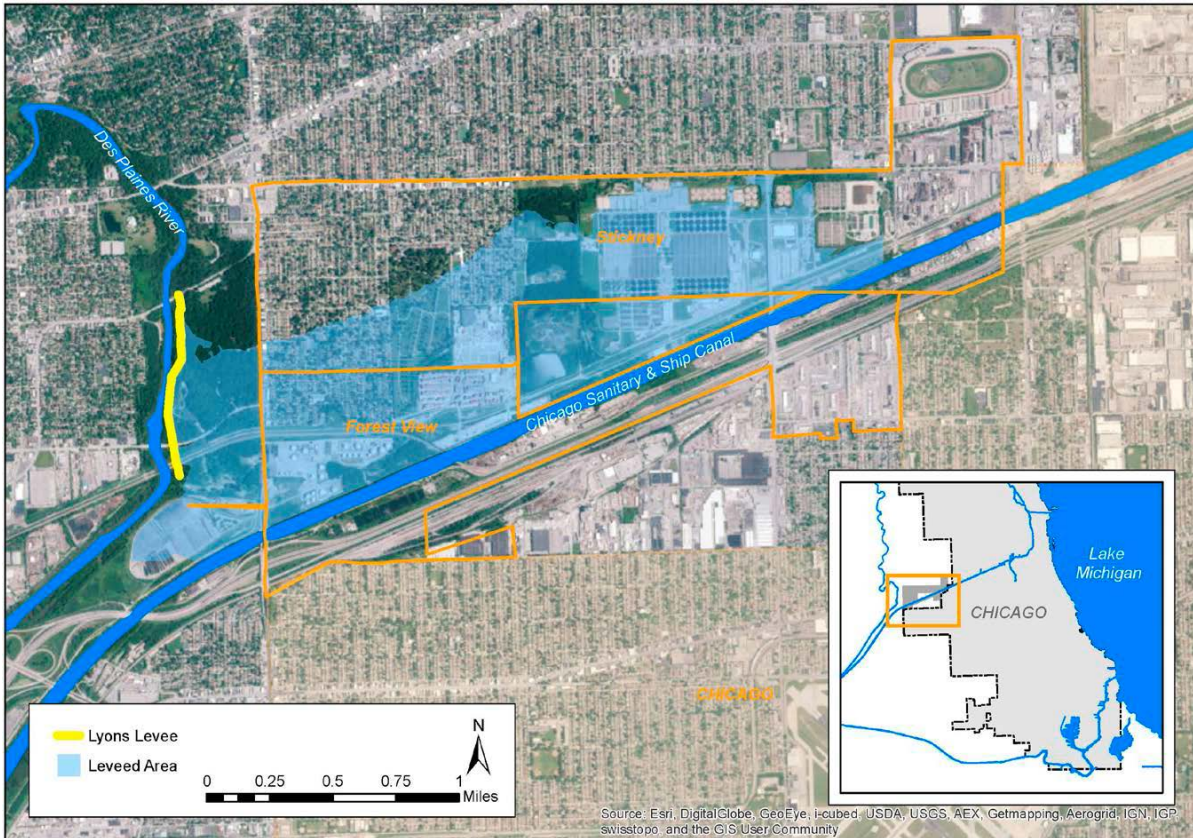 Des Plaines River
Stickney
Chicago Sanitary & Ship Canal
Forest View
CHICAGO
Lyons Levee
Leveed Area
N
0 0.25 0.5 0.75 1
Miles
Lake
Michigan
CHICAGO
Source: Esri, DigitalGlobe, GeoEye, i-cubed, USDA, USGS, AEX, Getmapping, Aerogrid, IGN, IGP,
swisstopo, and the GIS User Community